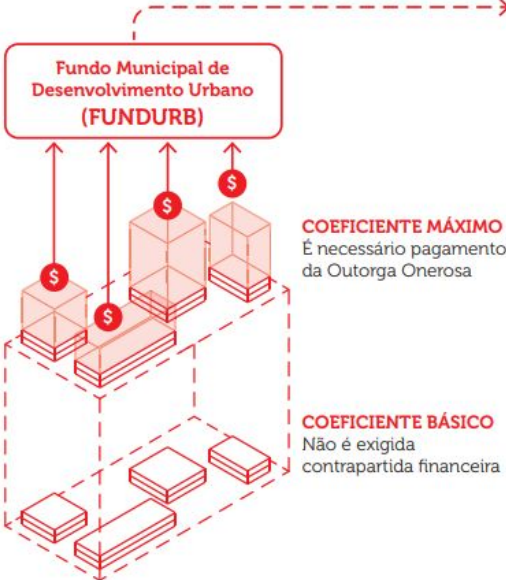 Fundo Municipal de
Desenvolvimento Urbano
(FUNDURB)
$
$
$
$
COEFICIENTE MÁXIMO
É necessário pagamento
da Outorga Onerosa
COEFICIENTE BÁSICO
Não é exigida
contrapartida financeira